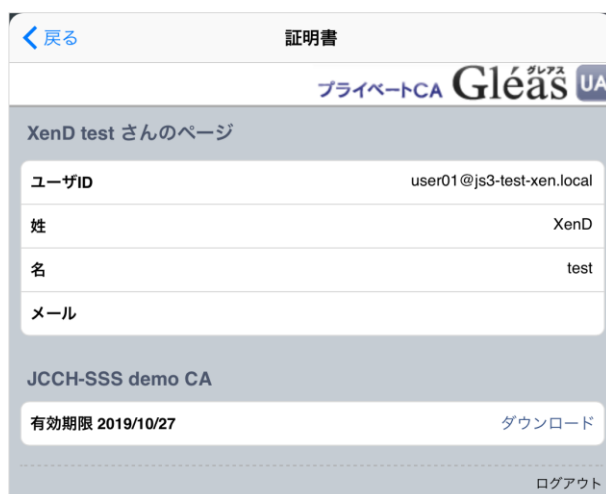 戻る 証明書
グレアス
プライベートCA Gléas UA
XenD test さんのページ
ユーザID user01@js3-test-xen.local
姓 XenD
名 test
メール
JCCH-SSS demo CA
有効期限 2019/10/27 ダウンロード
ログアウト